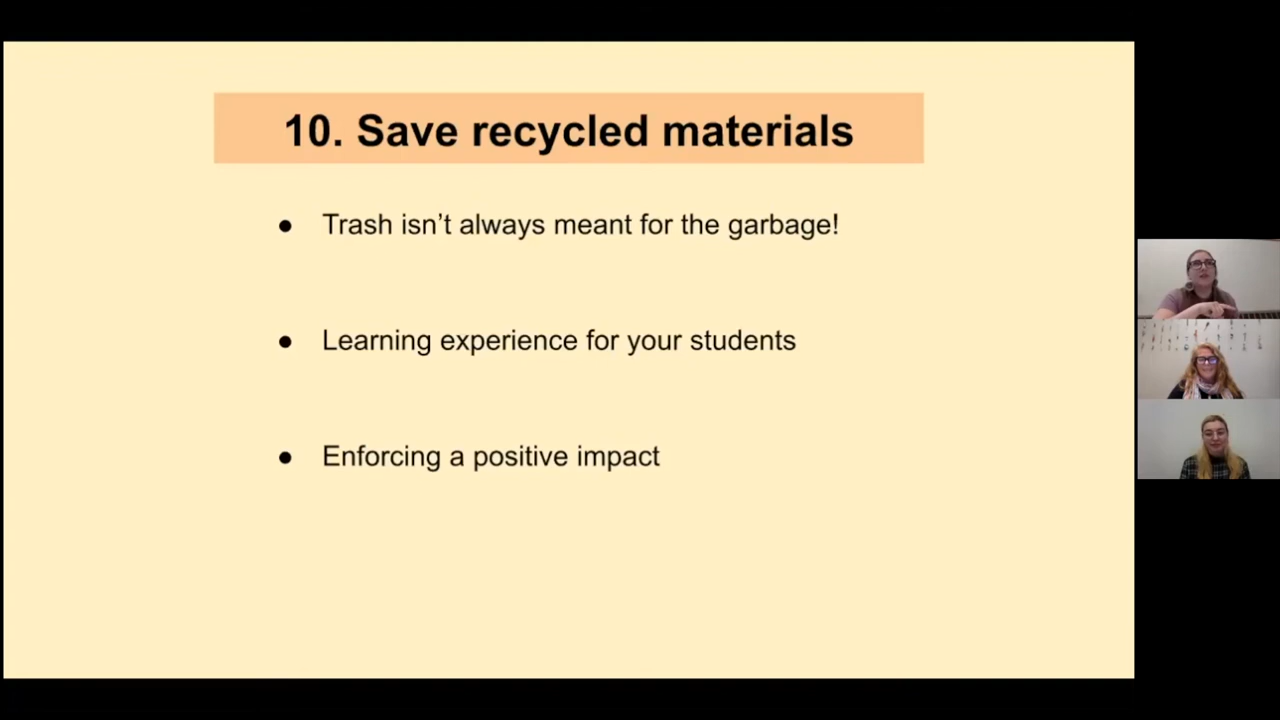 10. Save recycled materials
● Trash isn’t always meant for the garbage!
● Learning experience for your students
● Enforcing a positive impact